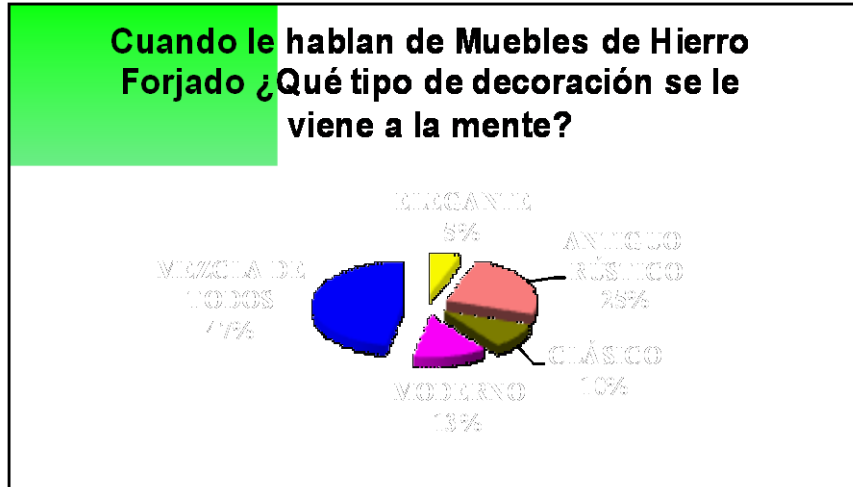 Cuando le hablan de Muebles de Hierro
Forjado ¿Qué tipo de decoración se le
viene a la mente?
ELEGANTE
5%
ANTIGUO
RÚSTICO
25%
MEZCLA DE
TODOS
47%
CLÁSICO
10%
MODERNO
13%